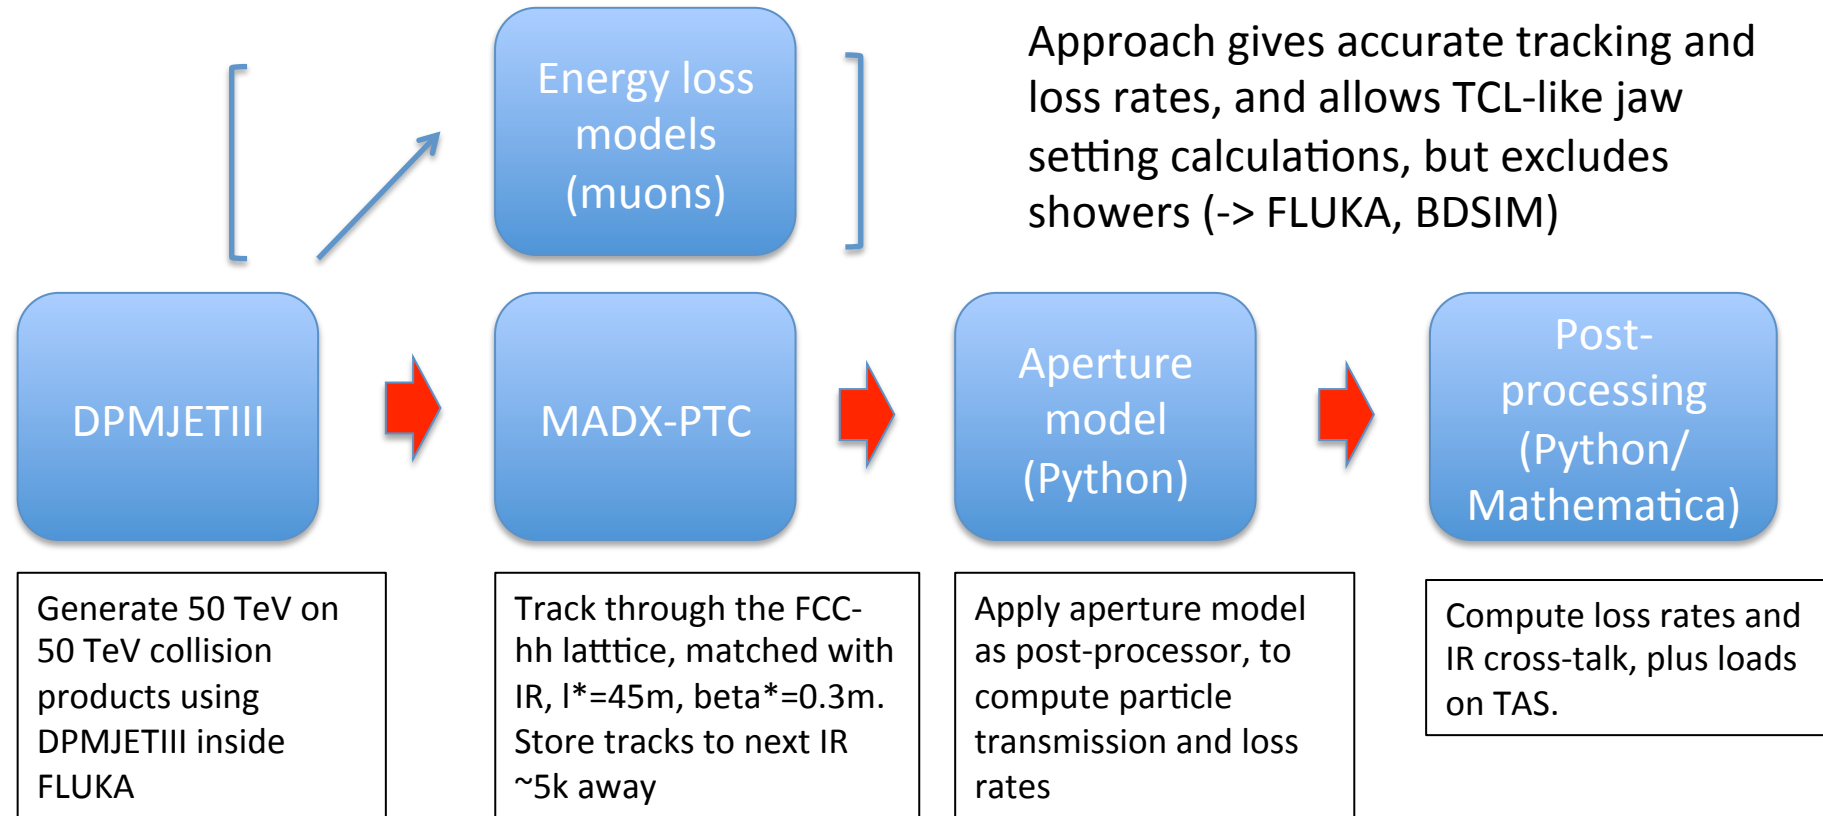 Energy loss
models
(muons)
Approach gives accurate tracking and
loss rates, and allows TCL-like jaw
setting calculations, but excludes
showers (-> FLUKA, BDSIM)
DPMJETIII
MADX-PTC
Aperture
model
(Python)
Post-
processing
(Python/
Mathematica)
Generate 50 TeV on
50 TeV collision
products using
DPMJETIII inside
FLUKA
Track through the FCC-
hh latttice, matched with
IR, l*=45m, beta*=0.3m.
Store tracks to next IR
~5k away
Apply aperture model
as post-processor, to
compute particle
transmission and loss
rates
Compute loss rates and
IR cross-talk, plus loads
on TAS.